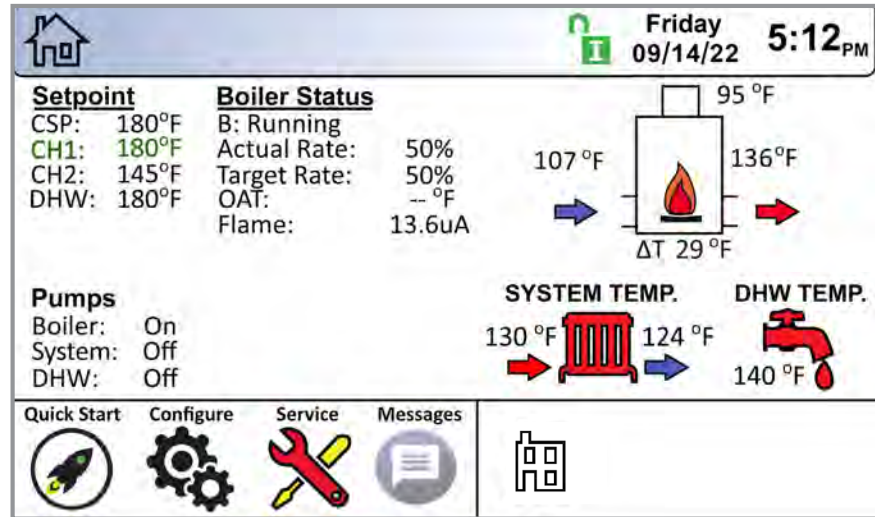 Friday
09/14/22
5:12PM
I
Setpoint
CSP: 180°F
CH1: 180°F
CH2: 145°F
DHW: 180°F
Boiler Status
B: Running
Actual Rate: 50%
Target Rate: 50%
OAT: -- °F
Flame: 13.6uA
95 °F
107 °F
136°F
ΔT 29 °F
Pumps
Boiler: On
System: Off
DHW: Off
SYSTEM TEMP.
130 °F
124 °F
DHW TEMP.
140 °F
Quick Start
Configure
Service
Messages